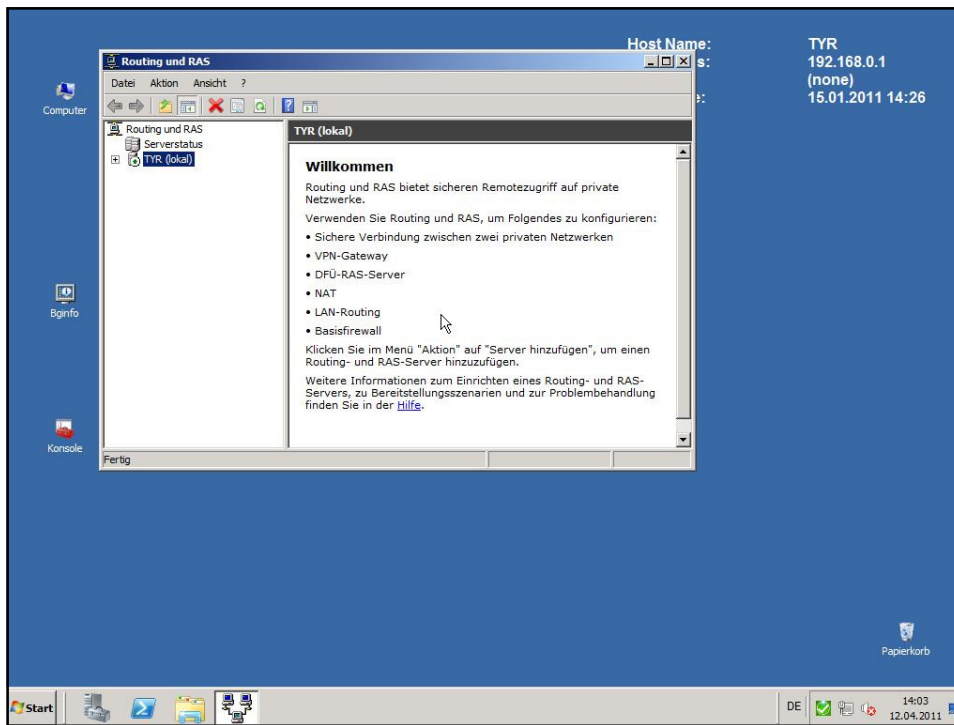 Host Name: TYR
s: 192.168.0.1
(none)
e: 15.01.2011 14:26
Computer
Bginfo
Konsole
Routing und RAS
Datei Aktion Ansicht ?
Routing und RAS
Serverstatus
TYR (lokal)
TYR (lokal)
Willkommen
Routing und RAS bietet sicheren Remotezugriff auf private
Netzwerke.
Verwenden Sie Routing und RAS, um Folgendes zu konfigurieren:
• Sichere Verbindung zwischen zwei privaten Netzwerken
• VPN-Gateway
• DFÜ-RAS-Server
• NAT
• LAN-Routing
• Basisfirewall
Klicken Sie im Menü "Aktion" auf "Server hinzufügen", um einen
Routing- und RAS-Server hinzuzufügen.
Weitere Informationen zum Einrichten eines Routing- und RAS-
Servers, zu Bereitstellungsszenarien und zur Problembehandlung
finden Sie in der Hilfe.
Fertig
Papierkorb
Start
DE
14:03
12.04.2011